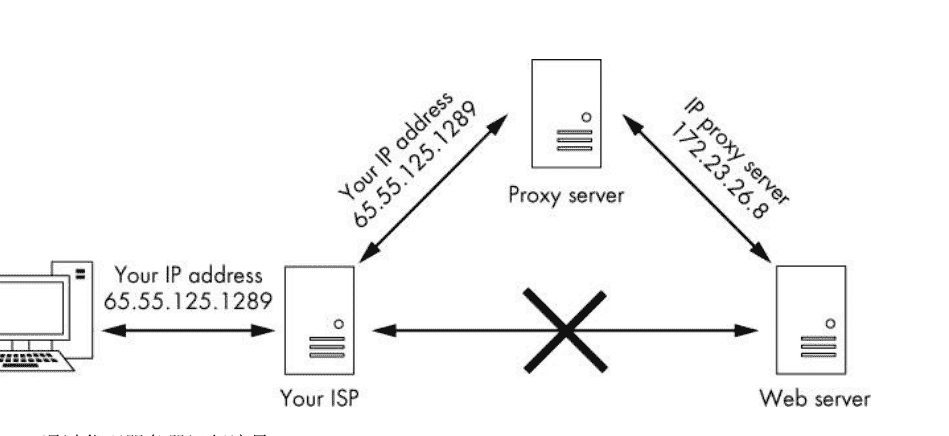 Your IP address
65.55.125.1289
IP proxy server
172.23.26.8
Proxy server
Your IP address
65.55.125.1289
Your ISP
Web server